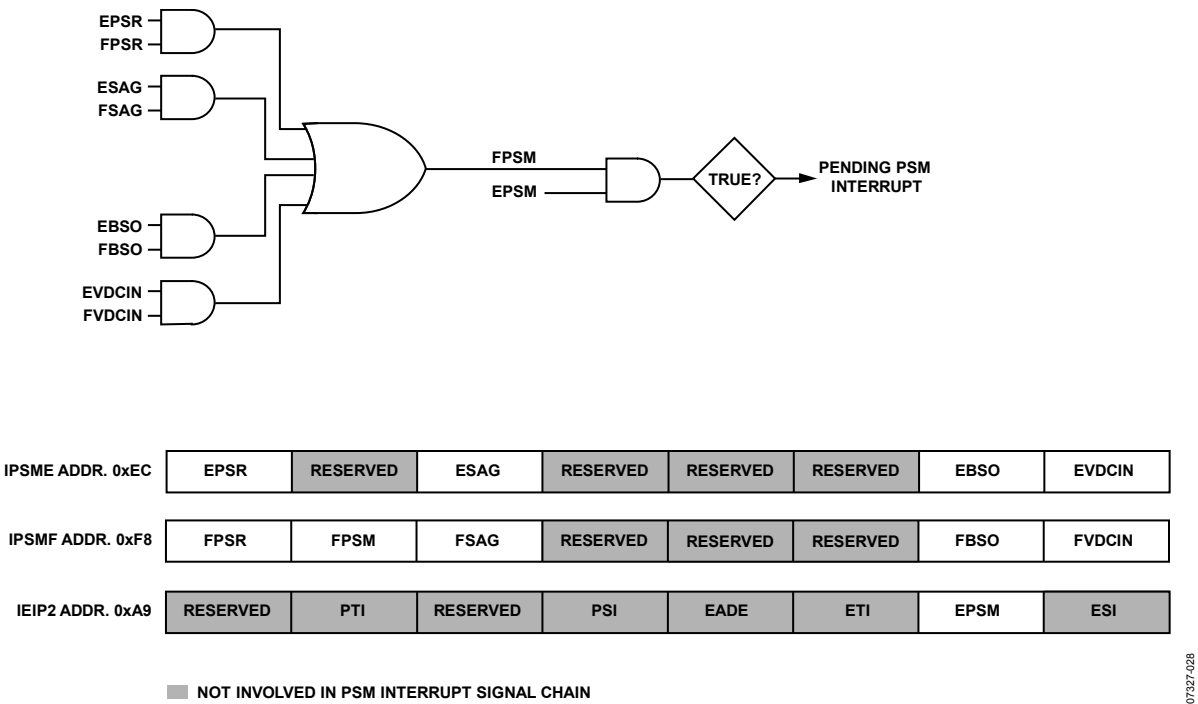 EPSR
FPSR
ESAG
FSAG
FPSM
EPSM
TRUE?
PENDING PSM
INTERRUPT
EBSO
FBSO
EVDCIN
FVDCIN
IPSME ADDR. 0xEC EPSR RESERVED ESAG RESERVED RESERVED RESERVED EBSO EVDCIN
IPSMF ADDR. 0xF8 FPSR FPSM FSAG RESERVED RESERVED RESERVED FBSO FVDCIN
IEIP2 ADDR. 0xA9 RESERVED PTI RESERVED PSI EADE ETI EPSM ESI
NOT INVOLVED IN PSM INTERRUPT SIGNAL CHAIN
07327-028